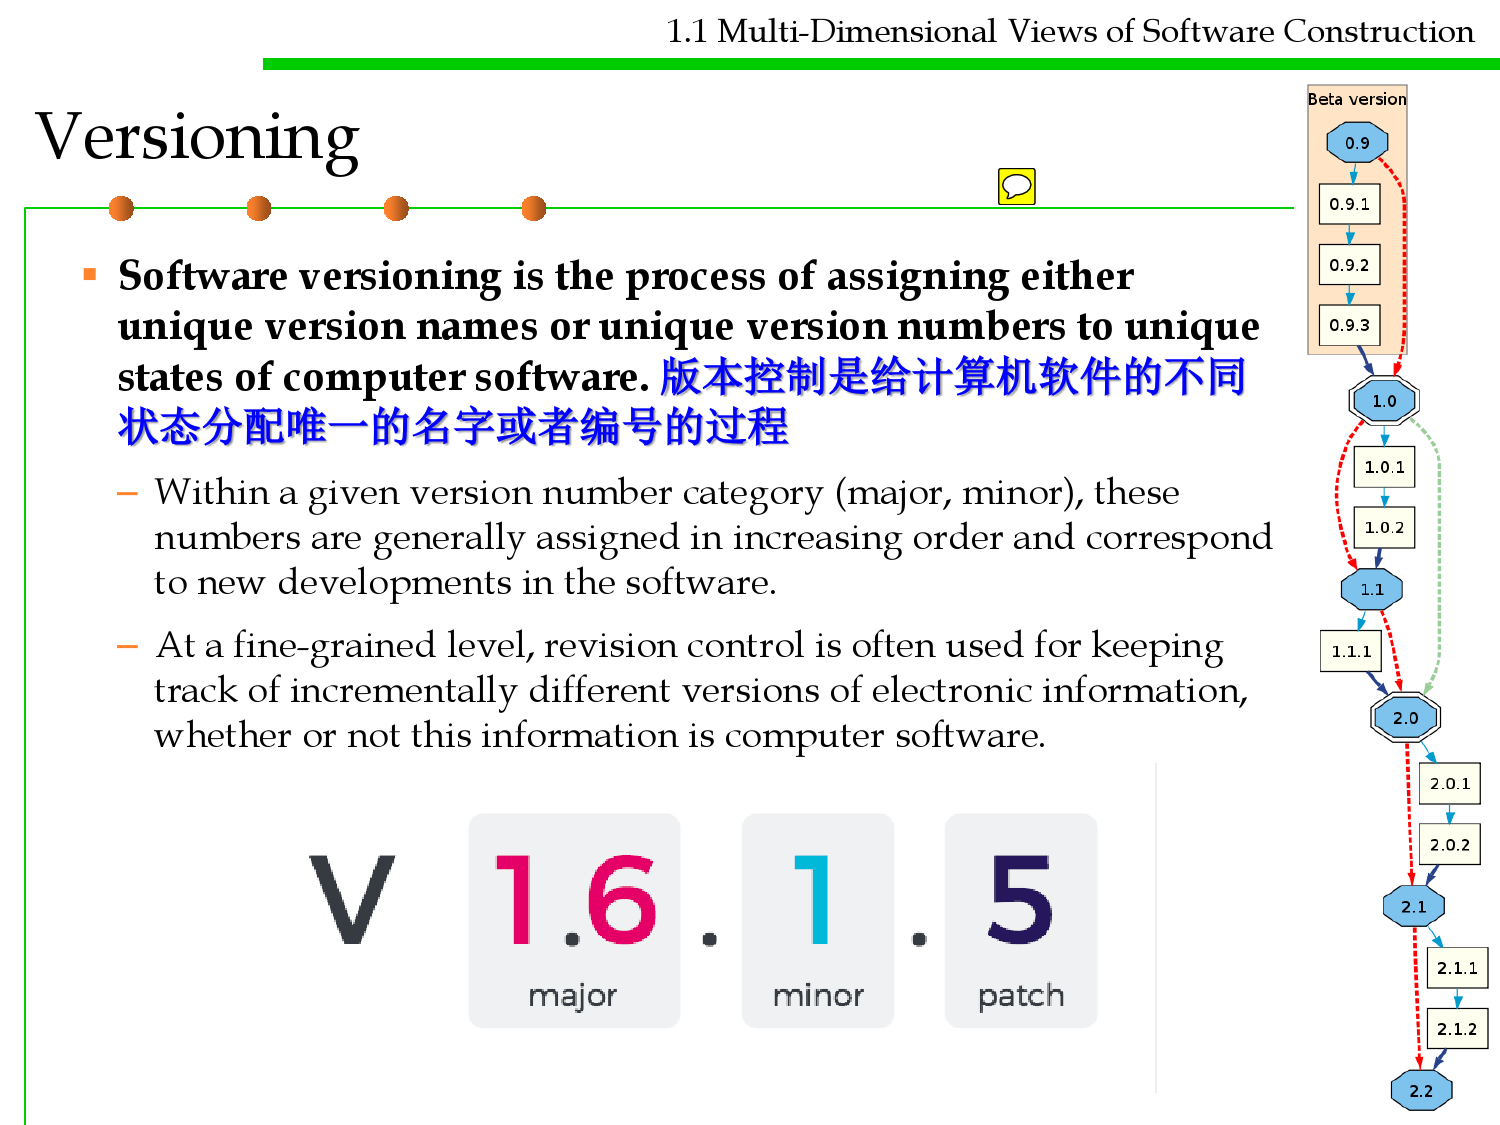 1.1 Multi-Dimensional Views of Software Construction
Versioning
Software versioning is the process of assigning either
unique version names or unique version numbers to unique
states of computer software. 版本控制是给计算机软件的不同
状态分配唯一的名字或者编号的过程
– Within a given version number category (major, minor), these
numbers are generally assigned in increasing order and correspond
to new developments in the software.
– At a fine-grained level, revision control is often used for keeping
track of incrementally different versions of electronic information,
whether or not this information is computer software.
V 1.6 . 1 . 5
major minor patch
Beta version
0.9
0.9.1
0.9.2
0.9.3
1.0
1.0.1
1.0.2
1.1
1.1.1
2.0
2.0.1
2.0.2
2.1
2.1.1
2.1.2
2.2